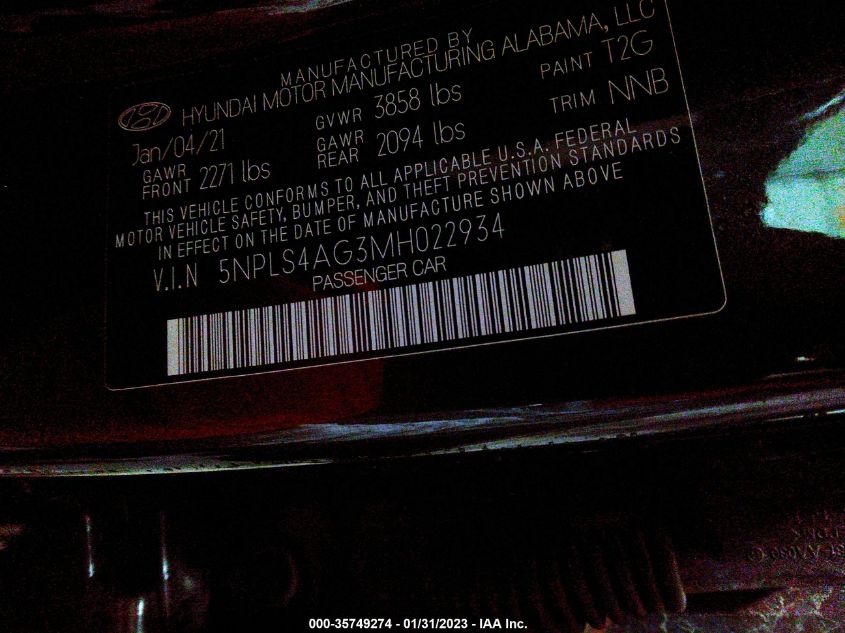 MANUFACTURED BY
HYUNDAI MOTOR MANUFACTURING ALABAMA, LLC
Jan/04/21 GVWR 3858 lbs PAINT T2G
GAWR FRONT 2271 lbs GAWR REAR 2094 lbs TRIM NNB
THIS VEHICLE CONFORMS TO ALL APPLICABLE U.S.A. FEDERAL
MOTOR VEHICLE SAFETY, BUMPER, AND THEFT PREVENTION STANDARDS
IN EFFECT ON THE DATE OF MANUFACTURE SHOWN ABOVE
V.I.N 5NPLS4AG3MH022934
PASSENGER CAR
000-35749274 - 01/31/2023 - IAA Inc.